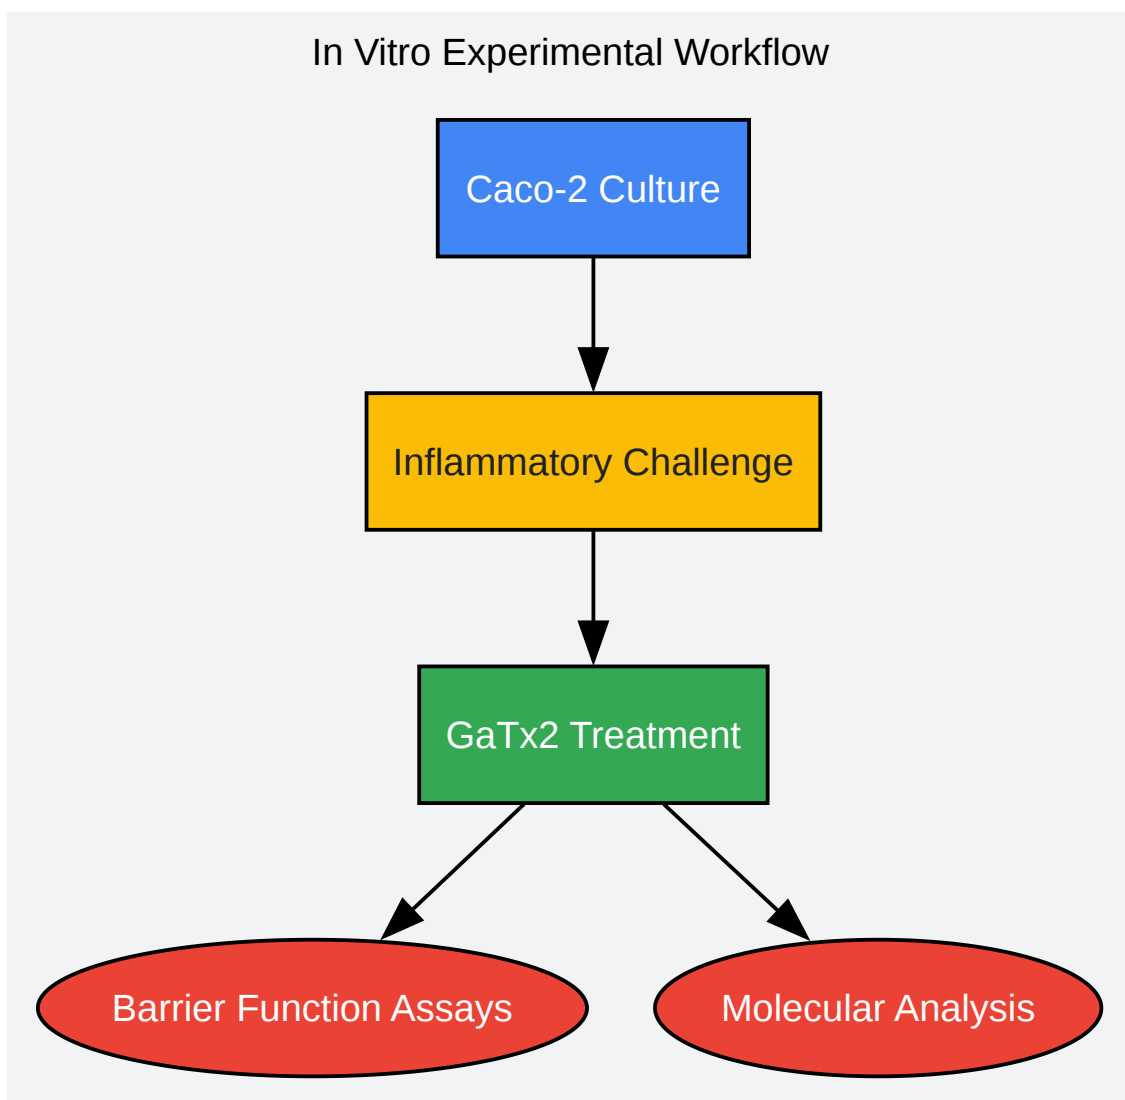 In Vitro Experimental Workflow
Caco-2 Culture
Inflammatory Challenge
GaTx2 Treatment
Barrier Function Assays
Molecular Analysis